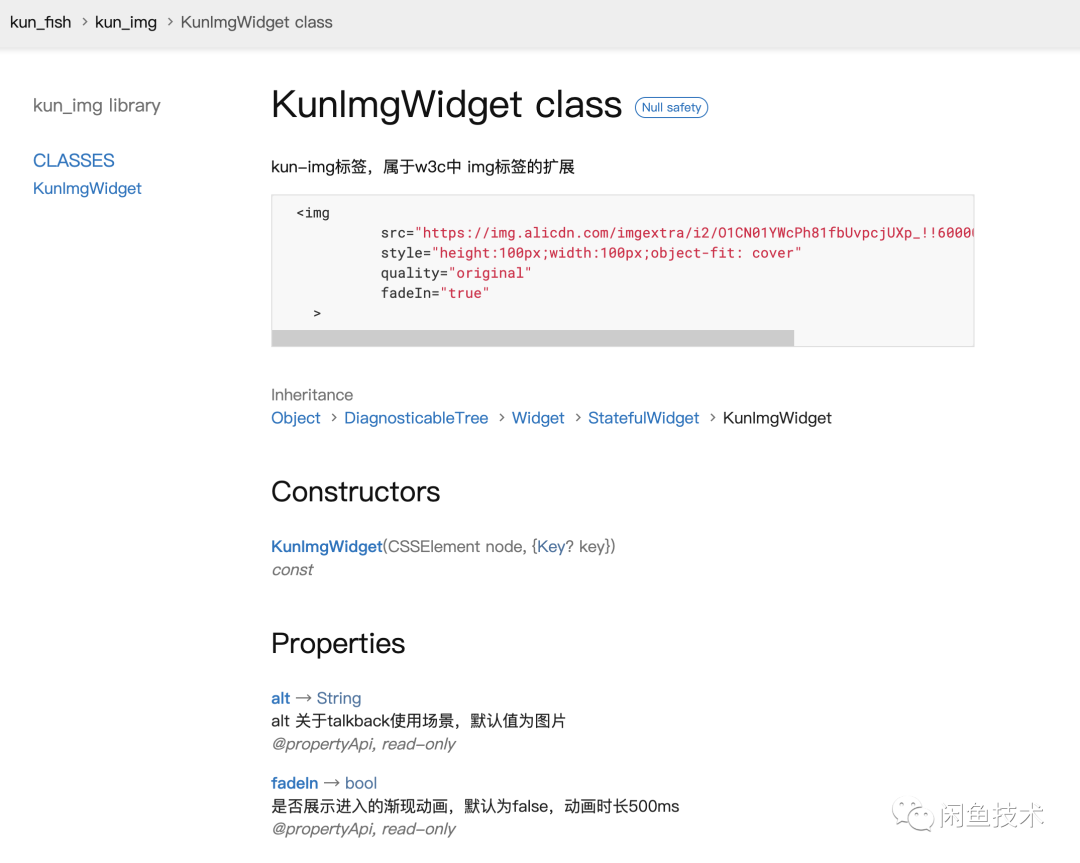 kun_fish > kun_img > KunImgWidget class
kun_img library
CLASSES
KunImgWidget
KunImgWidget class Null safety
kun-img标签，属于w3c中 img标签的扩展
<img
src="https://img.alicdn.com/imgextra/i2/O1CN01YWcPh81fbUvpcjUXp_!!6000
style="height:100px;width:100px;object-fit: cover"
quality="original"
fadeIn="true"
>
Inheritance
Object > DiagnosticableTree > Widget > StatefulWidget > KunImgWidget
Constructors
KunImgWidget(CSSElement node, {Key? key})
const
Properties
alt → String
alt 关于talkback使用场景，默认值为图片
@propertyApi, read-only
fadeIn → bool
是否展示进入的渐现动画，默认为false，动画时长500ms
@propertyApi, read-only
闲鱼技术